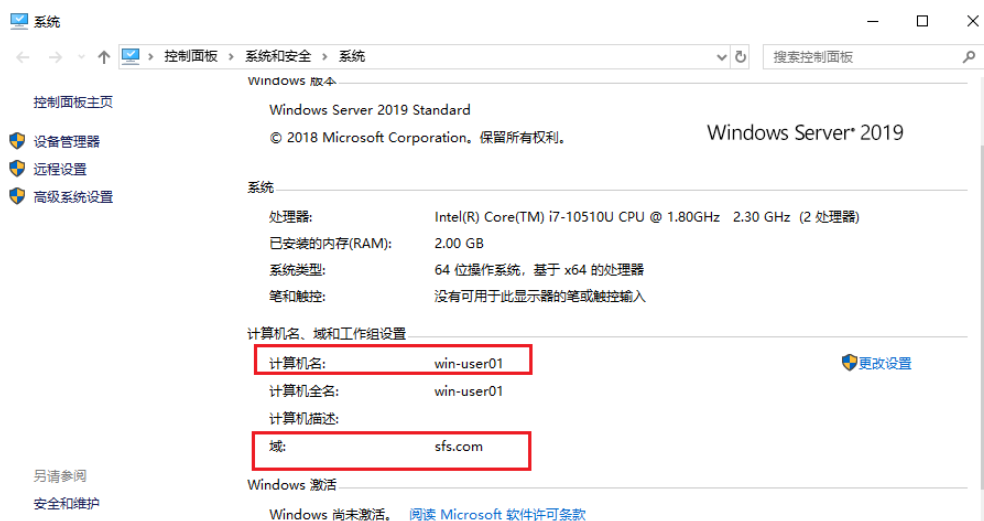 系统
控制面板 › 系统和安全 › 系统
搜索控制面板
控制面板主页
设备管理器
远程设置
高级系统设置
另请参阅
安全和维护
Windows 版本
Windows Server 2019 Standard
© 2018 Microsoft Corporation。保留所有权利。
Windows Server 2019
系统
处理器: Intel(R) Core(TM) i7-10510U CPU @ 1.80GHz 2.30 GHz (2 处理器)
已安装的内存(RAM): 2.00 GB
系统类型: 64 位操作系统，基于 x64 的处理器
笔和触控: 没有可用于此显示器的笔或触控输入
计算机名、域和工作组设置
计算机名: win-user01
更改设置
计算机全名: win-user01
计算机描述:
域: sfs.com
Windows 激活
Windows 尚未激活。 阅读 Microsoft 软件许可条款